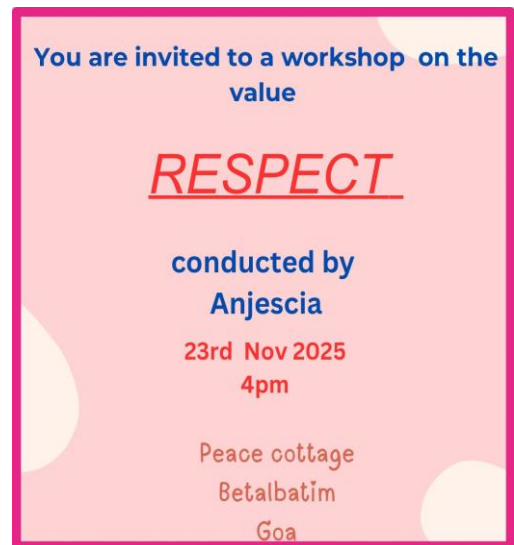 You are invited to a workshop on the
value
RESPECT
conducted by
Anjescia
23rd Nov 2025
4pm
Peace cottage
Betalbatim
Goa